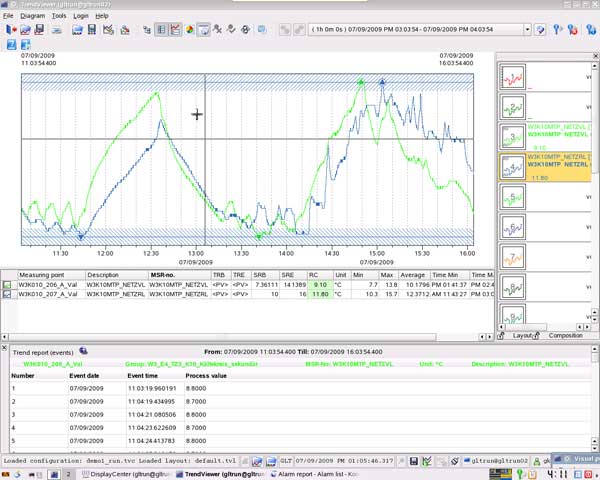 TrendViewer (gltrun@gltrun02)
File Diagram Tools Login Help
( 1h 0m 0s ) 07/09/2009 PM 03:03:54 - 07/09/2009 PM 04:03:54
07/09/2009
11 03:54:400
07/09/2009
16:03:54:400
11:30 12:00 12:30 13:00 13:30 14:00 14:30 15:00 15:30 16:00
07/09/2009 07/09/2009
W3K10MTP_NETZVL
W3K10MTP_NETZVL
9.10
W3K10MTP_NETZRL
W3K10MTP_NETZRL
11.80
Layout Composition
Measuring point Description MSR-no. TRB TRE SRB SRE RC Unit Min Max Average Time Min Time M
W3K010_206_A_Val W3K10MTP_NETZVL W3K10MTP_NETZVL <PV> <PV> 7.36111 14.1389 9.10 °C 7.7 13.8 10.1796 PM 01:41:37 PM 02:4
W3K010_207_A_Val W3K10MTP_NETZRL W3K10MTP_NETZRL <PV> <PV> 10 16 11.80 °C 10.3 15.7 12.3712 AM 11:42:23 PM 03:0
Trend report (events) From: 07/09/2009 11:03:54:400 Till: 07/09/2009 16:03:54:400
W3K010_206_A_Val MSR-No: W3K10MTP_NETZVL Unit: °C Description: W3K10MTP_NETZVL
Number Event date Event time Process value
1 07/09/2009 11:03:19:960191 8.8000
2 07/09/2009 11:04:19:434995 8.7000
3 07/09/2009 11:04:21:080506 8.8000
4 07/09/2009 11:04:23:622609 8.7000
5 07/09/2009 11:04:24:413783 8.8000
Loaded configuration: demo1_run.tvc Loaded layout: default.tvl GLT 07/09/2009 PM 01:05:46.317 gltrun@gltrun02 Visual
2 DisplayCenter (gltrun@gltrun TrendViewer (gltrun@gltrun Alarm report - Alarm list - Kon 4:11